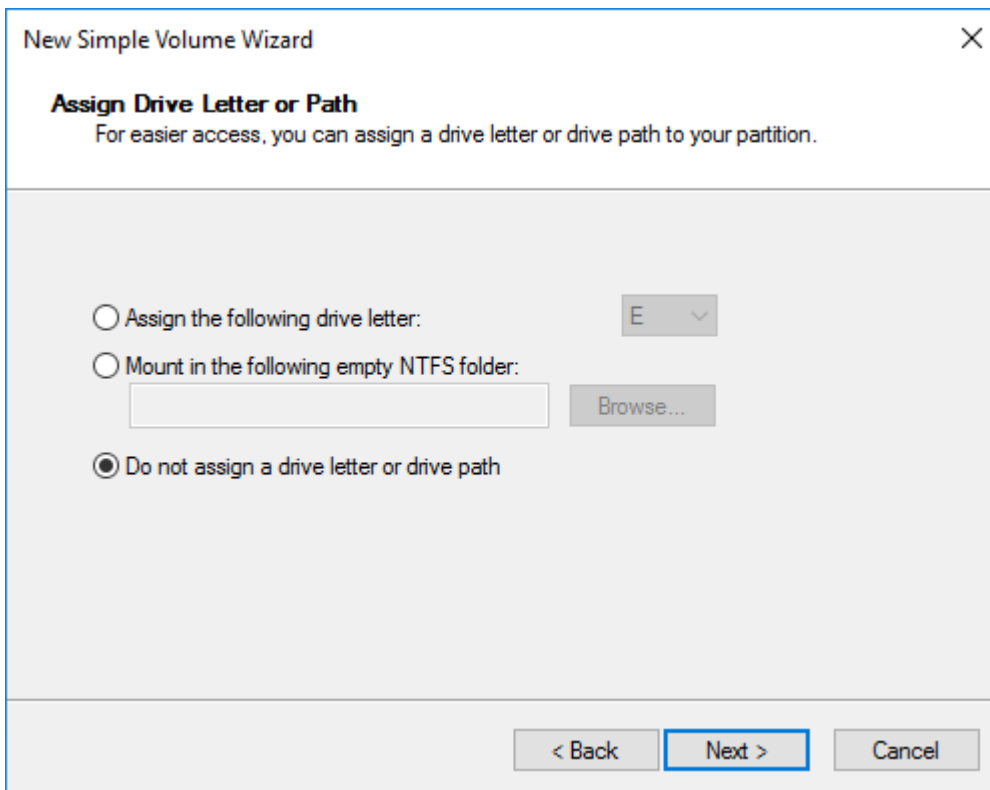 New Simple Volume Wizard
Assign Drive Letter or Path
For easier access, you can assign a drive letter or drive path to your partition.
Assign the following drive letter: E
Mount in the following empty NTFS folder:
Browse...
Do not assign a drive letter or drive path
< Back Next > Cancel